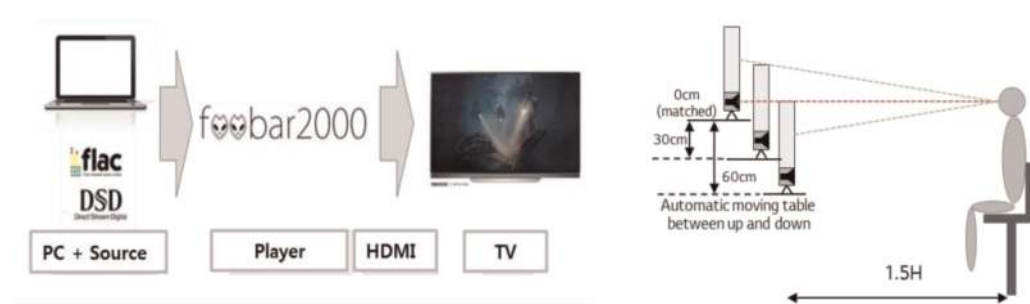 flac
DSD
Direct Stream Digital
foobar2000
PC + Source
Player
HDMI
TV
0cm
(matched)
30cm
60cm
Automatic moving table
between up and down
1.5H